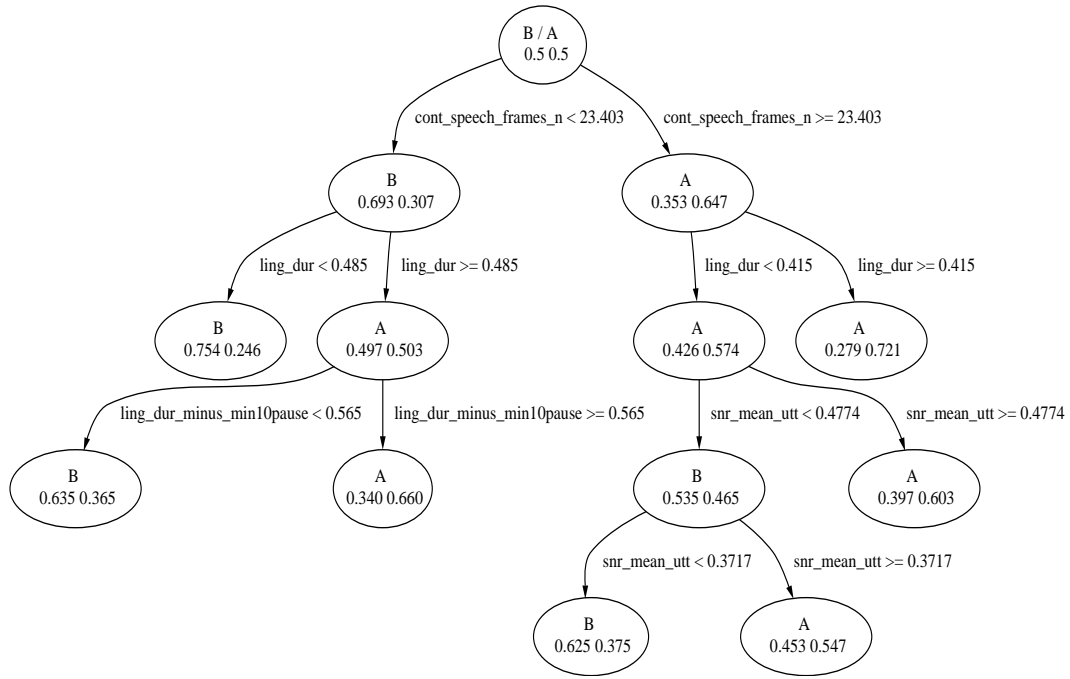 B / A
0.5 0.5
cont_speech_frames_n < 23.403
cont_speech_frames_n >= 23.403
B
0.693 0.307
A
0.353 0.647
ling_dur < 0.485
ling_dur >= 0.485
ling_dur < 0.415
ling_dur >= 0.415
B
0.754 0.246
A
0.497 0.503
A
0.426 0.574
A
0.279 0.721
ling_dur_minus_min10pause < 0.565
ling_dur_minus_min10pause >= 0.565
snr_mean_utt < 0.4774
snr_mean_utt >= 0.4774
B
0.635 0.365
A
0.340 0.660
B
0.535 0.465
A
0.397 0.603
snr_mean_utt < 0.3717
snr_mean_utt >= 0.3717
B
0.625 0.375
A
0.453 0.547